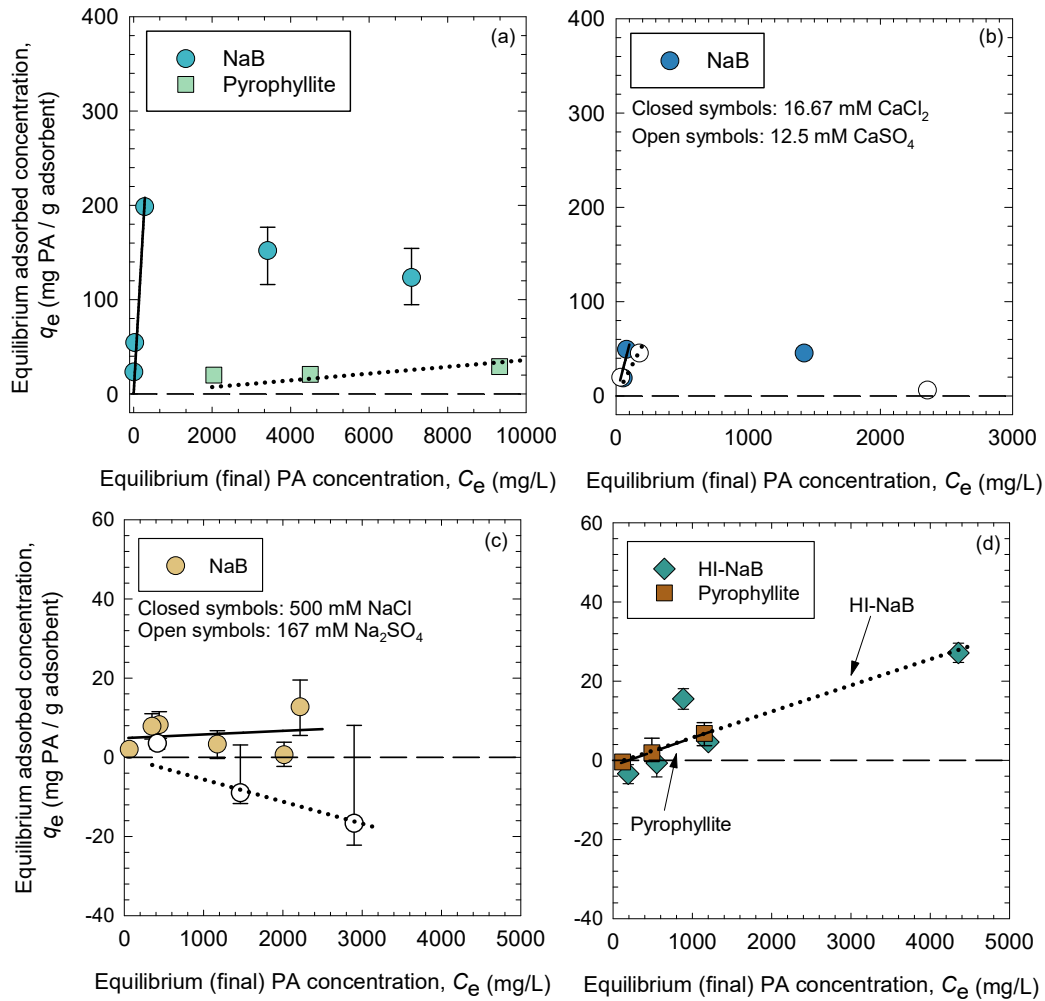 Equilibrium adsorbed concentration,
qe (mg PA / g adsorbent)
400
300
200
100
0
(a)
NaB
Pyrophyllite
0 2000 4000 6000 8000 10000
Equilibrium (final) PA concentration, Ce (mg/L)
400
300
200
100
0
(b)
NaB
Closed symbols: 16.67 mM CaCl2
Open symbols: 12.5 mM CaSO4
0 1000 2000 3000
Equilibrium (final) PA concentration, Ce (mg/L)
Equilibrium adsorbed concentration,
qe (mg PA / g adsorbent)
60
40
20
0
-20
-40
(c)
NaB
Closed symbols: 500 mM NaCl
Open symbols: 167 mM Na2SO4
0 1000 2000 3000 4000 5000
Equilibrium (final) PA concentration, Ce (mg/L)
60
40
20
0
-20
-40
(d)
HI-NaB
Pyrophyllite
HI-NaB
Pyrophyllite
0 1000 2000 3000 4000 5000
Equilibrium (final) PA concentration, Ce (mg/L)